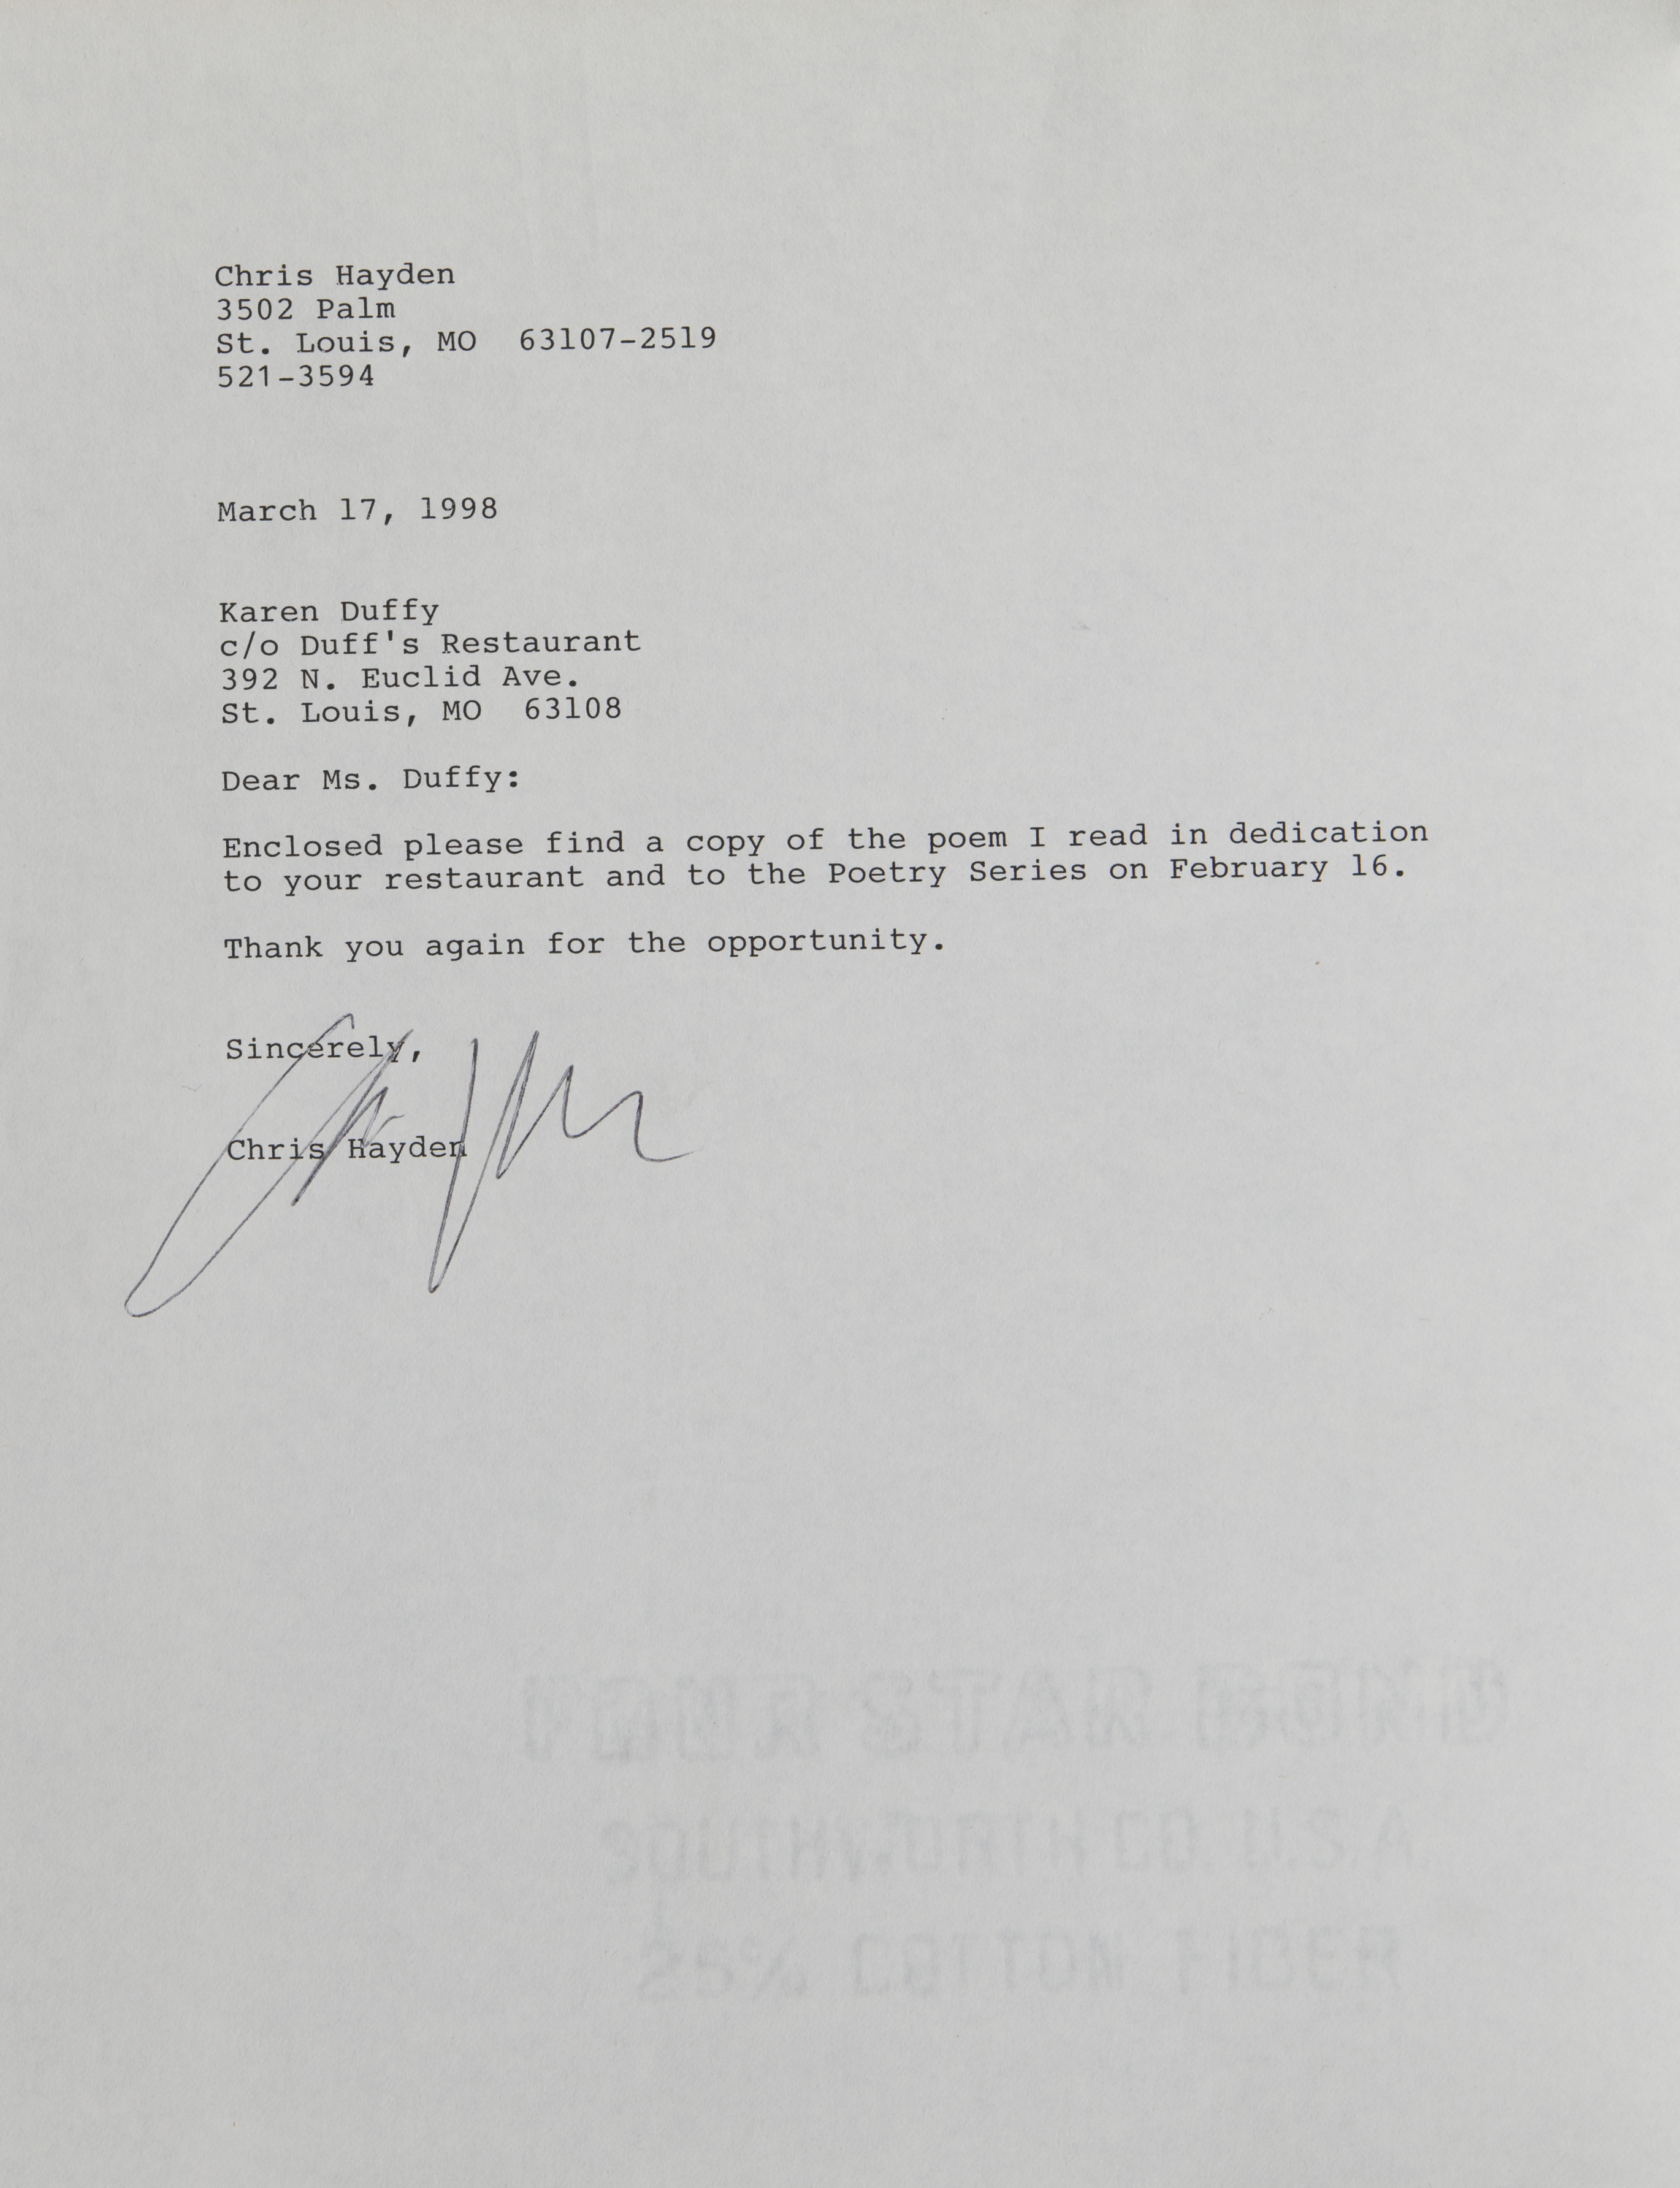 Chris Hayden
3502 Palm
St. Louis, MO  63107-2519
521-3594
March 17, 1998
Karen Duffy
c/o Duff's Restaurant
392 N. Euclid Ave.
St. Louis, MO  63108
Dear Ms. Duffy:
Enclosed please find a copy of the poem I read in dedication
to your restaurant and to the Poetry Series on February 16.
Thank you again for the opportunity.
Sincerely,
Chris Hayden
FOUR STAR BOND
SOUTHWORTH CO. U.S.A.
25% COTTON FIBER